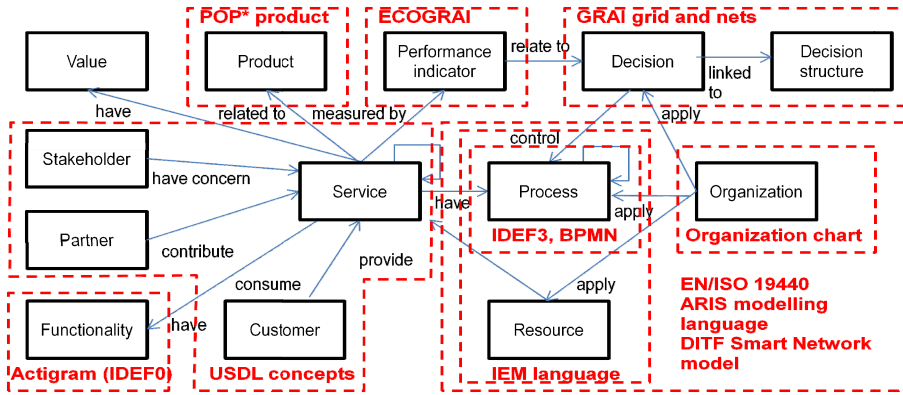 POP* product
ECOGRAI
GRAI grid and nets
Value
Product
Performance
indicator
relate to
Decision
linked
to
Decision
structure
have
related to
measured by
apply
control
Stakeholder
have concern
Service
have
Process
apply
Organization
Partner
contribute
provide
IDEF3, BPMN
Organization chart
consume
apply
EN/ISO 19440
ARIS modelling
language
DITF Smart Network
model
Functionality
have
Customer
Resource
Actigram (IDEF0)
USDL concepts
IEM language